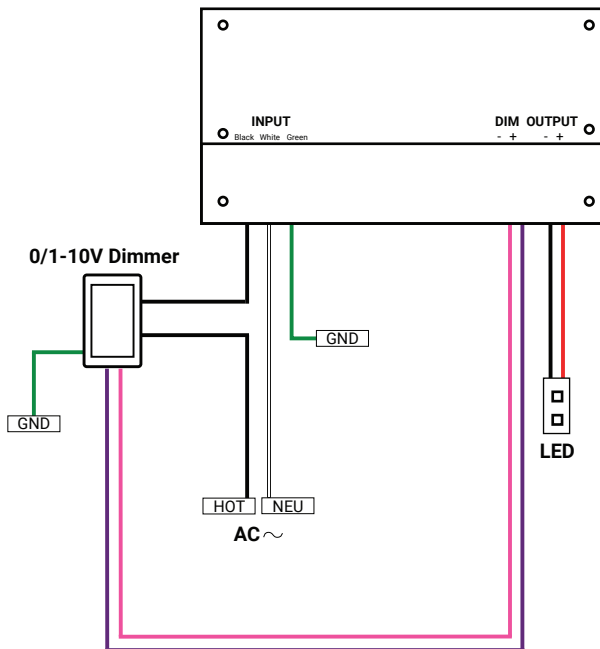 INPUT
DIM OUTPUT
Black White Green
- + - +
0/1-10V Dimmer
GND
GND
LED
HOT NEU
AC ~